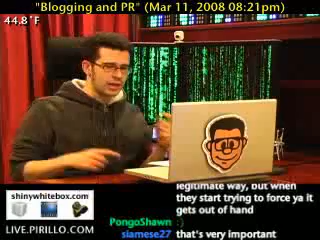 "Blogging and PR" (Mar 11, 2008 08:21pm)
44.8°F
shinywhitebox.com
legitimate way, but when
they start trying to force ya it
gets out of hand
PongoShawn :)
siamese27 that's very important
LIVE.PIRILLO.COM